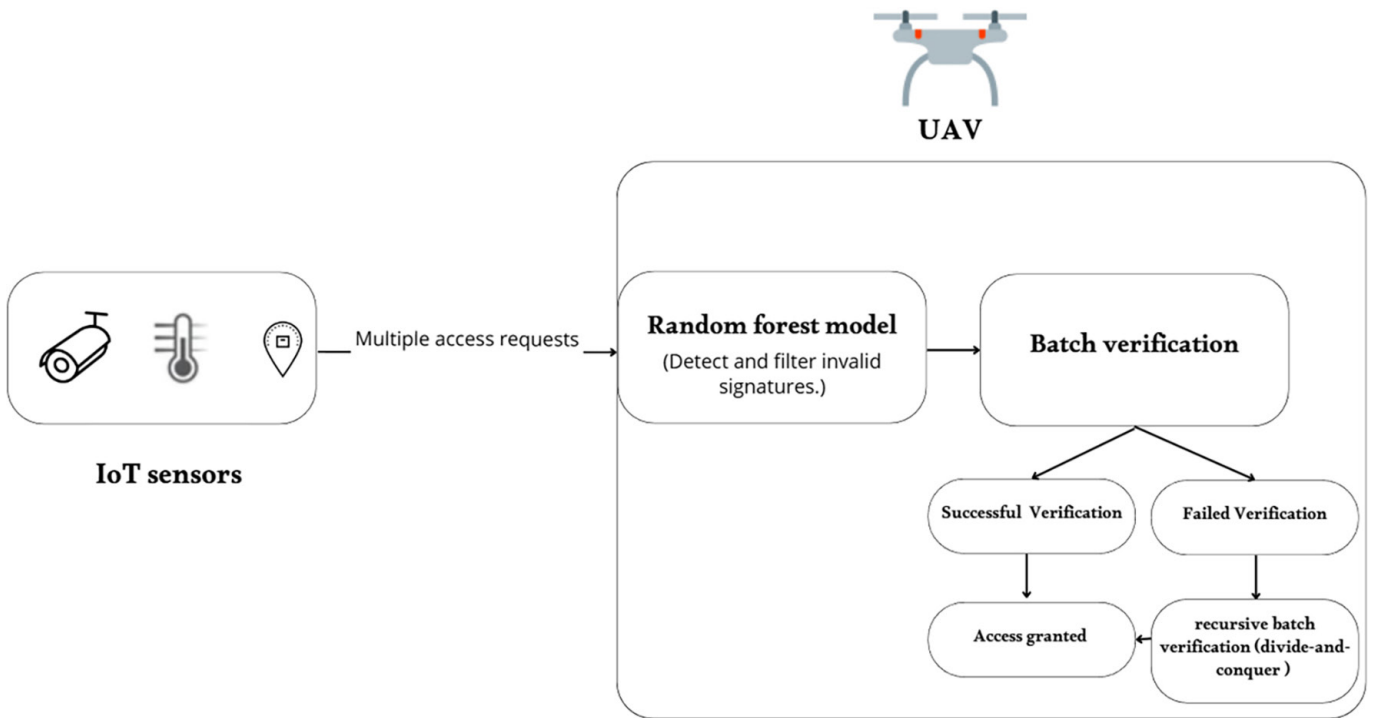 UAV
Multiple access requests
Random forest model
(Detect and filter invalid
signatures.)
Batch verification
IoT sensors
Successful Verification
Failed Verification
Access granted
recursive batch
verification (divide-and-
conquer )